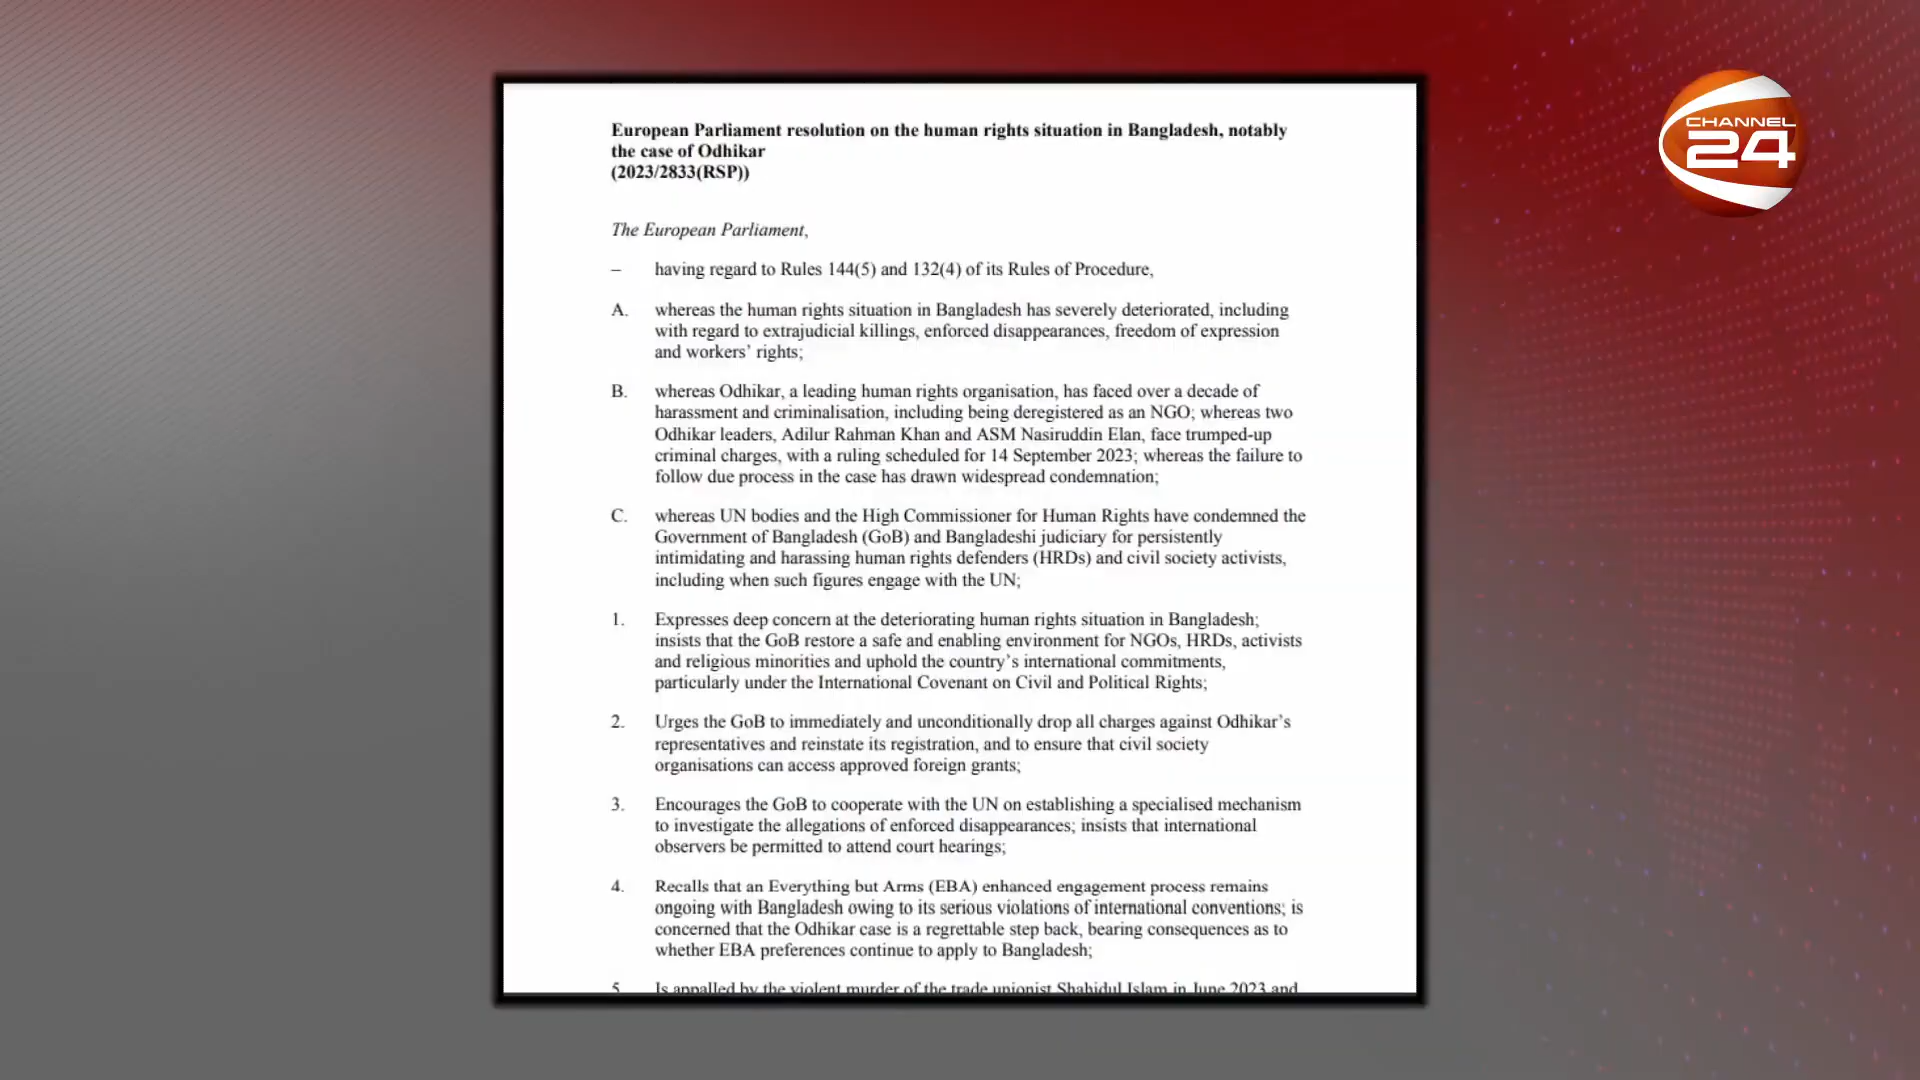 European Parliament resolution on the human rights situation in Bangladesh, notably
the case of Odhikar
(2023/2833(RSP))
The European Parliament,
– having regard to Rules 144(5) and 132(4) of its Rules of Procedure,
A. whereas the human rights situation in Bangladesh has severely deteriorated, including
with regard to extrajudicial killings, enforced disappearances, freedom of expression
and workers’ rights;
B. whereas Odhikar, a leading human rights organisation, has faced over a decade of
harassment and criminalisation, including being deregistered as an NGO; whereas two
Odhikar leaders, Adilur Rahman Khan and ASM Nasiruddin Elan, face trumped-up
criminal charges, with a ruling scheduled for 14 September 2023; whereas the failure to
follow due process in the case has drawn widespread condemnation;
C. whereas UN bodies and the High Commissioner for Human Rights have condemned the
Government of Bangladesh (GoB) and Bangladeshi judiciary for persistently
intimidating and harassing human rights defenders (HRDs) and civil society activists,
including when such figures engage with the UN;
1. Expresses deep concern at the deteriorating human rights situation in Bangladesh;
insists that the GoB restore a safe and enabling environment for NGOs, HRDs, activists
and religious minorities and uphold the country’s international commitments,
particularly under the International Covenant on Civil and Political Rights;
2. Urges the GoB to immediately and unconditionally drop all charges against Odhikar’s
representatives and reinstate its registration, and to ensure that civil society
organisations can access approved foreign grants;
3. Encourages the GoB to cooperate with the UN on establishing a specialised mechanism
to investigate the allegations of enforced disappearances; insists that international
observers be permitted to attend court hearings;
4. Recalls that an Everything but Arms (EBA) enhanced engagement process remains
ongoing with Bangladesh owing to its serious violations of international conventions; is
concerned that the Odhikar case is a regrettable step back, bearing consequences as to
whether EBA preferences continue to apply to Bangladesh;
5. Is appalled by the violent murder of the trade unionist Shahidul Islam in June 2023 and
CHANNEL
24